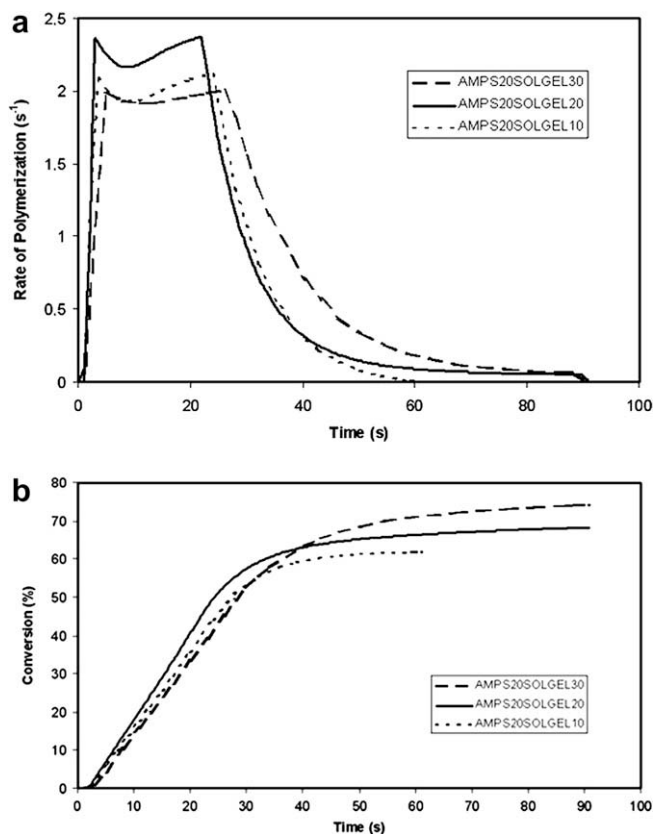 a
2.5
2
1.5
1
0.5
0
Rate of Polymerization (s-1)
AMPS20SOLGEL30
AMPS20SOLGEL20
AMPS20SOLGEL10
0 20 40 60 80 100
Time (s)
b
80
70
60
50
40
30
20
10
0
Conversion (%)
AMPS20SOLGEL30
AMPS20SOLGEL20
AMPS20SOLGEL10
0 10 20 30 40 50 60 70 80 90 100
Time (s)